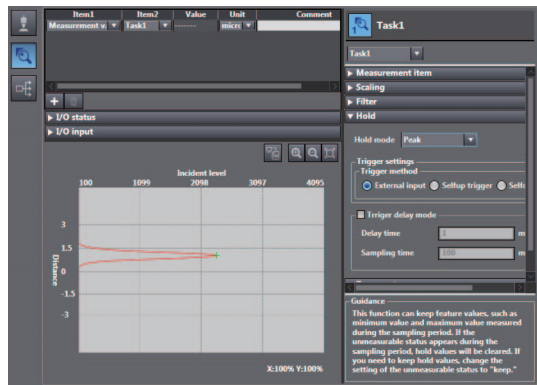 Item1 Item2 Value Unit Comment
Measurement v. Task1 ------- micrc
I/O status
I/O input
Incident level
100 1099 2098 3097 4095
Distance
3
1.5
0
-1.5
-3
X:100% Y:100%
1
Task1
Task1
Measurement item
Scaling
Filter
Hold
Hold mode Peak
Trigger settings
Trigger method
External input Selfup trigger Selfd
Triger delay mode
Delay time 1 m
Sampling time 100 m
Guidance
This function can keep feature values, such as
minimum value and maximum value measured
during the sampling period. If the
unmeasurable status appears during the
sampling period, hold values will be cleared. If
you need to keep hold values, change the
setting of the unmeasurable status to "keep."